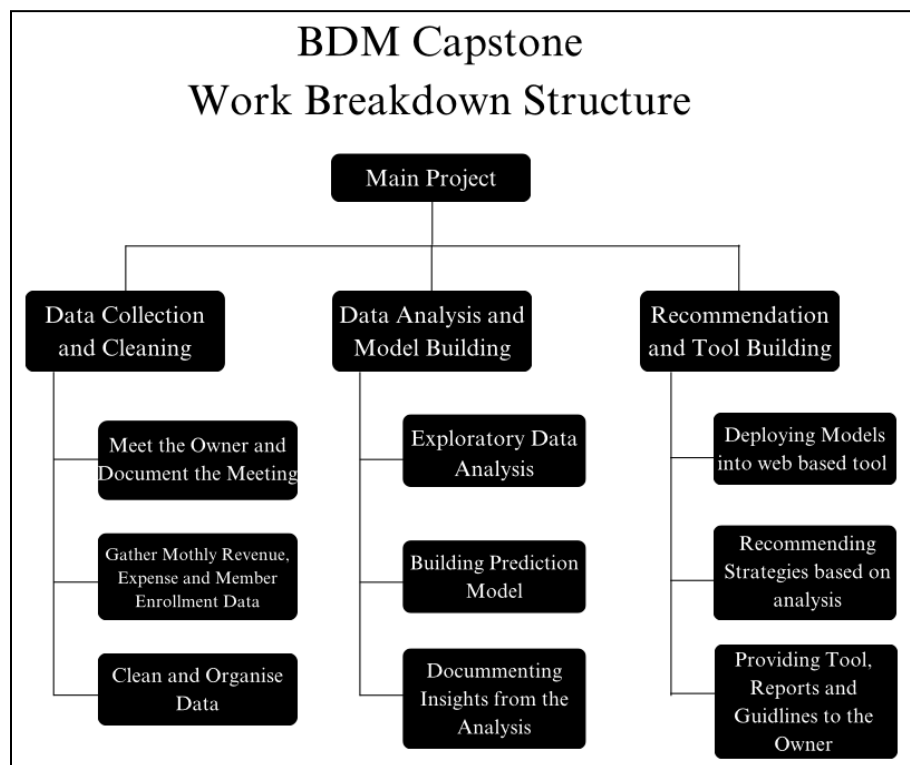 BDM Capstone
Work Breakdown Structure
Main Project
Data Collection
and Cleaning
Meet the Owner and
Document the Meeting
Gather Mothly Revenue,
Expense and Member
Enrollment Data
Clean and Organise
Data
Data Analysis and
Model Building
Exploratory Data
Analysis
Building Prediction
Model
Docummenting
Insights from the
Analysis
Recommendation
and Tool Building
Deploying Models
into web based tool
Recommending
Strategies based on
analysis
Providing Tool,
Reports and
Guidlines to the
Owner